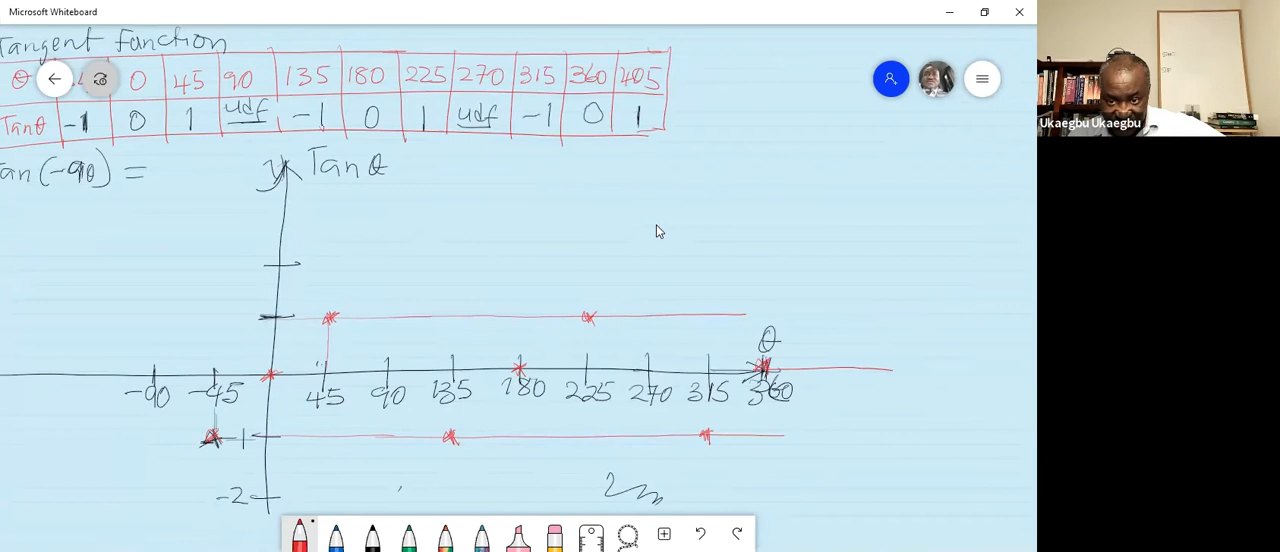 Microsoft Whiteboard
Tangent Function
θ 0 45 90 135 180 225 270 315 360 405
Tanθ -1 0 1 udf -1 0 1 udf -1 0 1
Ukaegbu Ukaegbu
Tan(-90) = y Tanθ
θ
-90 -45 45 90 135 180 225 270 315 360
-1
-2